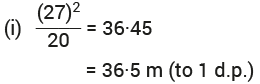 (i) (27)²/20 = 36·45
= 36·5 m (to 1 d.p.)